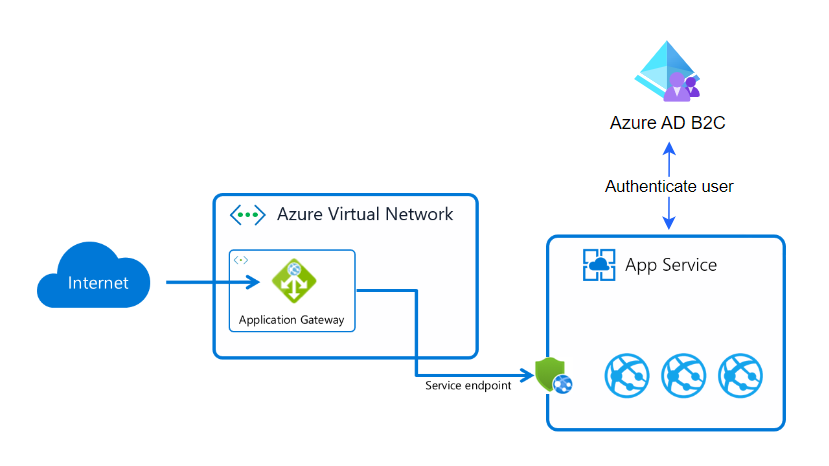 Azure AD B2C
Authenticate user
Azure Virtual Network
App Service
Internet
Application Gateway
Service endpoint